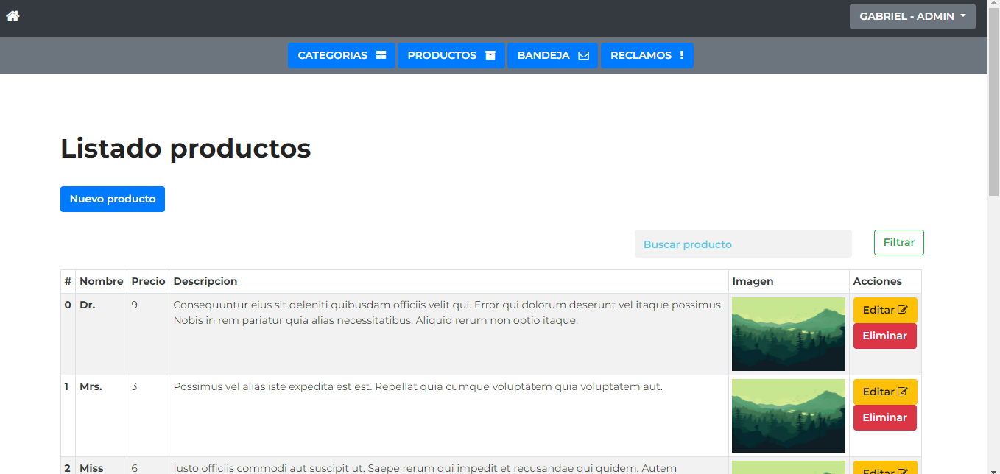 GABRIEL - ADMIN
CATEGORIAS PRODUCTOS BANDEJA RECLAMOS
Listado productos
Nuevo producto
Buscar producto Filtrar
# Nombre Precio Descripcion Imagen Acciones
0 Dr. 9 Consequuntur eius sit deleniti quibusdam officiis velit qui. Error qui dolorum deserunt vel itaque possimus. Editar
Nobis in rem pariatur quia alias necessitatibus. Aliquid rerum non optio itaque.
Eliminar
1 Mrs. 3 Possimus vel alias iste expedita est est. Repellat quia cumque voluptatem quia voluptatem aut. Editar
Eliminar
2 Miss 6 Iusto officiis commodi aut suscipit ut. Saepe rerum qui impedit et recusandae qui quidem. Autem Editar